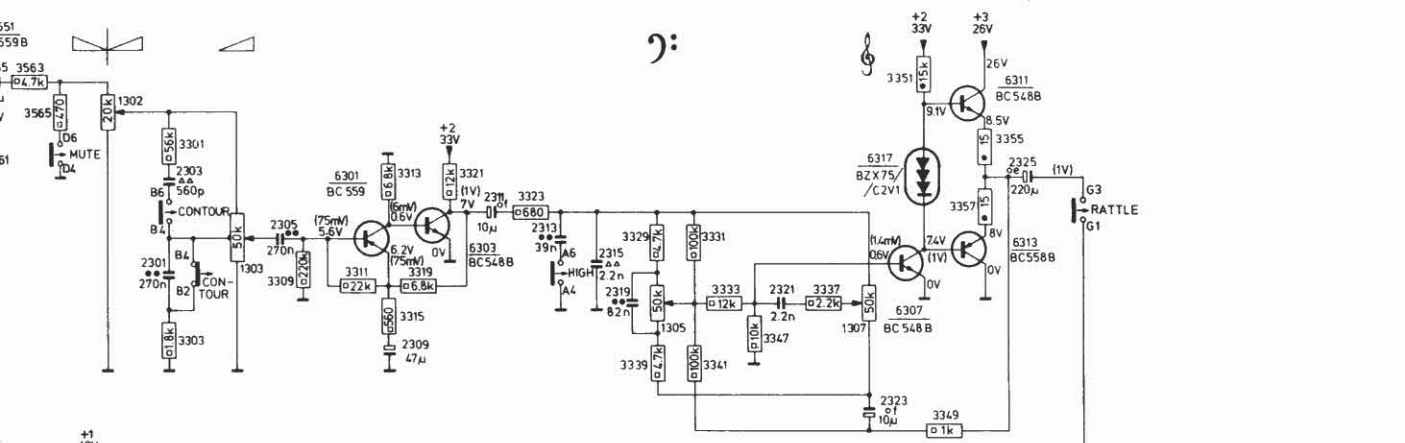 559B
3563
4.7k
3565
470
D6
MUTE
D4
1302
20k
3301
56k
2303
560p
B6
CONTOUR
B4
2301
270n
B4
CON-
TOUR
B2
3303
1.8k
50k
1303
2305
270n
3309
220k
6301
BC 559
(75mV)
5.6V
3313
6.8k
(6mV)
0.6V
6.2V
(75mV)
3311
22k
3319
6.8k
560
3315
2309
47µ
+2
33V
3321
12k
(1V)
7V
0V
6303
BC548B
2311
10µ
3323
680
2313
39n
A6
HIGH
A4
2315
2.2n
3329
4.7k
3331
100k
2319
82n
50k
1305
3333
12k
3339
4.7k
3341
100k
10k
3347
2321
2.2n
3337
2.2k
50k
1307
2323
10µ
3349
1k
+2
33V
3351
15k
9.1V
6317
BZX75/
/C2V1
(1.4mV)
0.6V
7.4V
(1V)
0V
6307
BC 548 B
+3
26V
26V
6311
BC548B
8.5V
15
3355
3357
15
8V
6313
BC558B
0V
2325
220µ
(1V)
G3
RATTLE
G1
+1